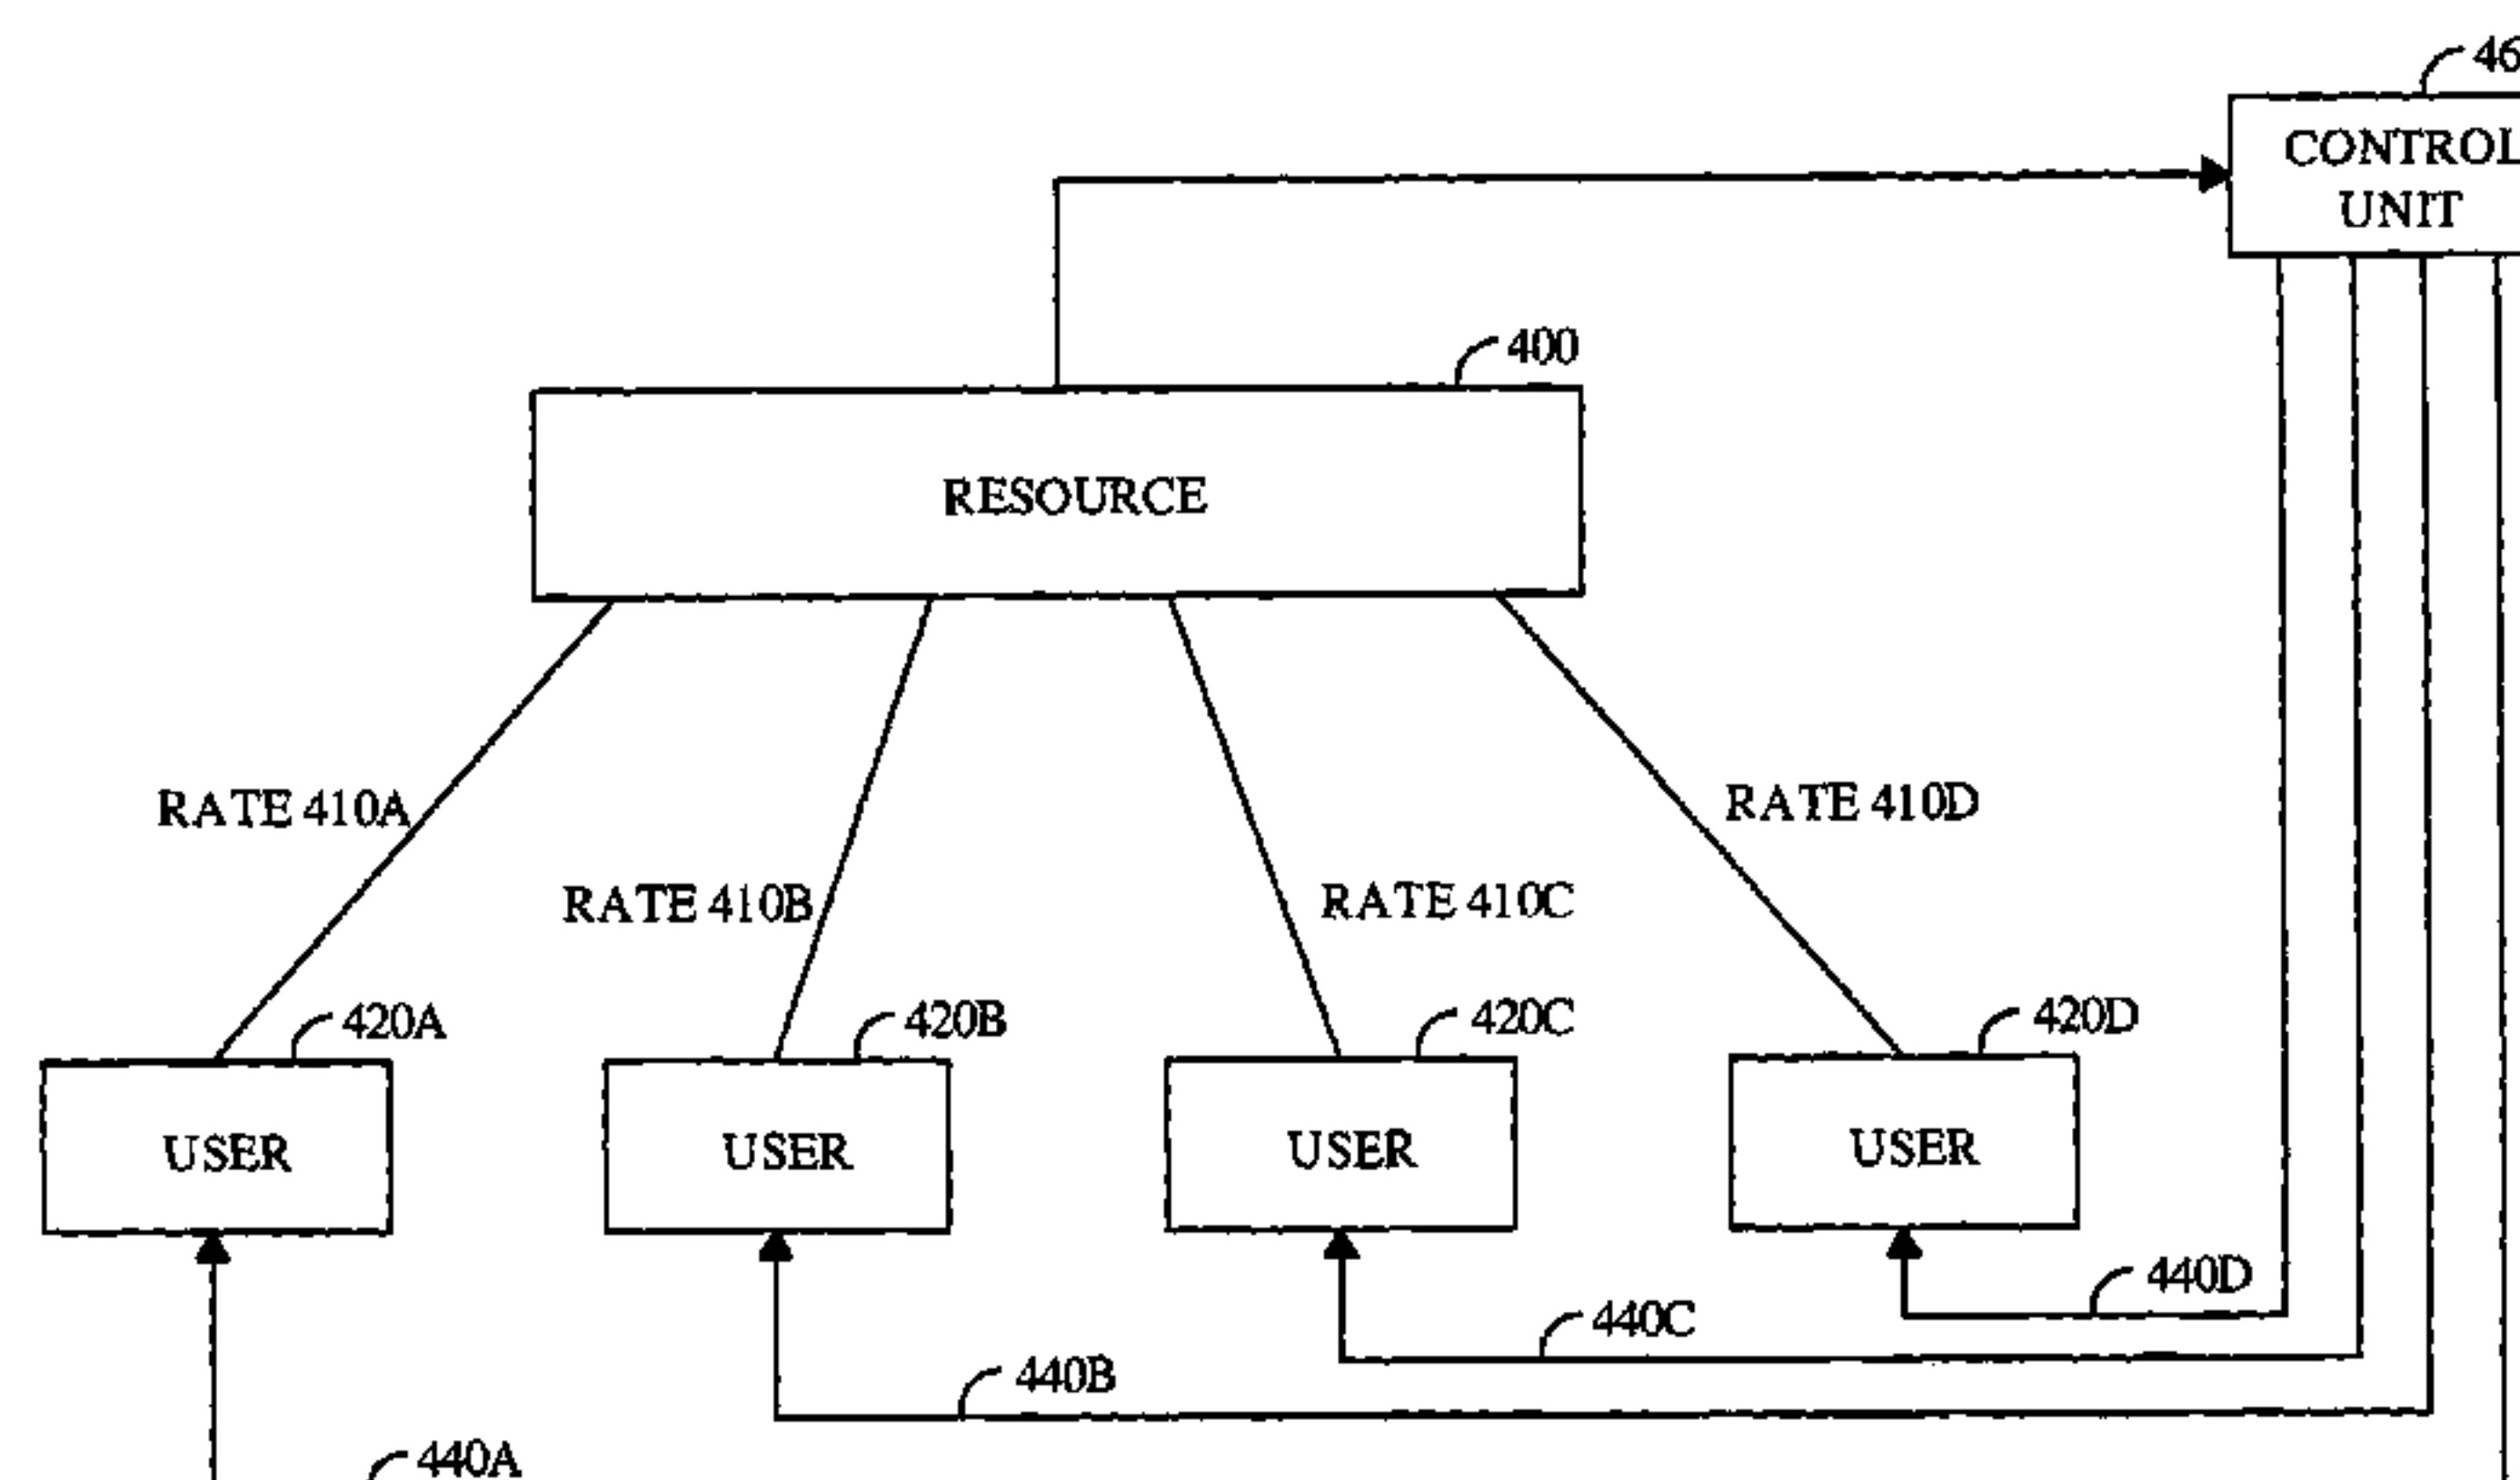 46
CONTROL
UNIT
400
RESOURCE
RATE 410A
RATE 410D
RATE 410B
RATE 410C
420A
420B
420C
420D
USER
USER
USER
USER
440D
440C
440B
440A